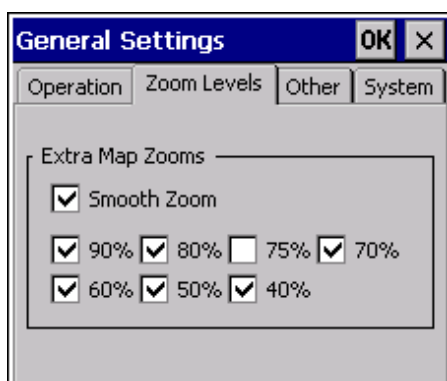 General Settings OK
Operation Zoom Levels Other System
Extra Map Zooms
Smooth Zoom
90% 80% 75% 70%
60% 50% 40%